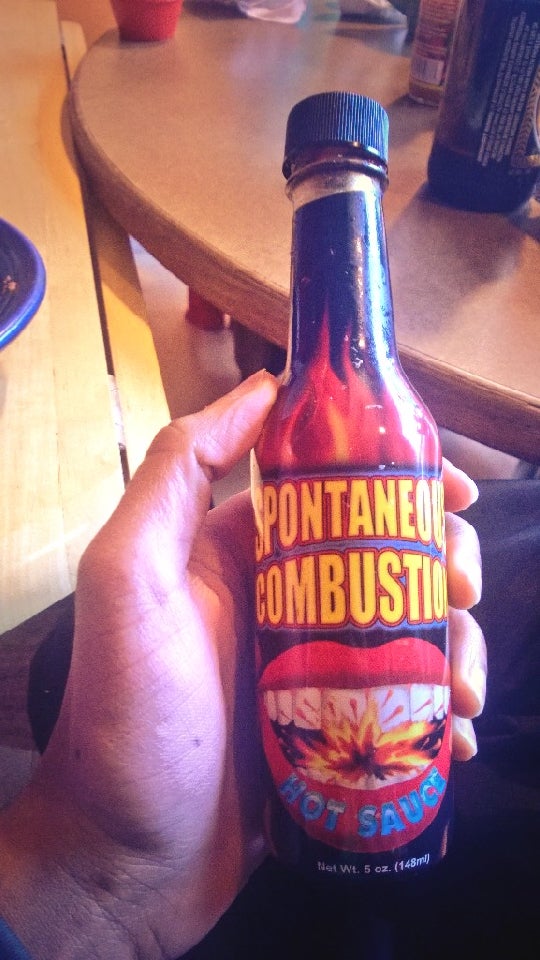 SPONTANEOU
COMBUSTIO
HOT SAUCE
Net Wt. 5 oz. (148ml)